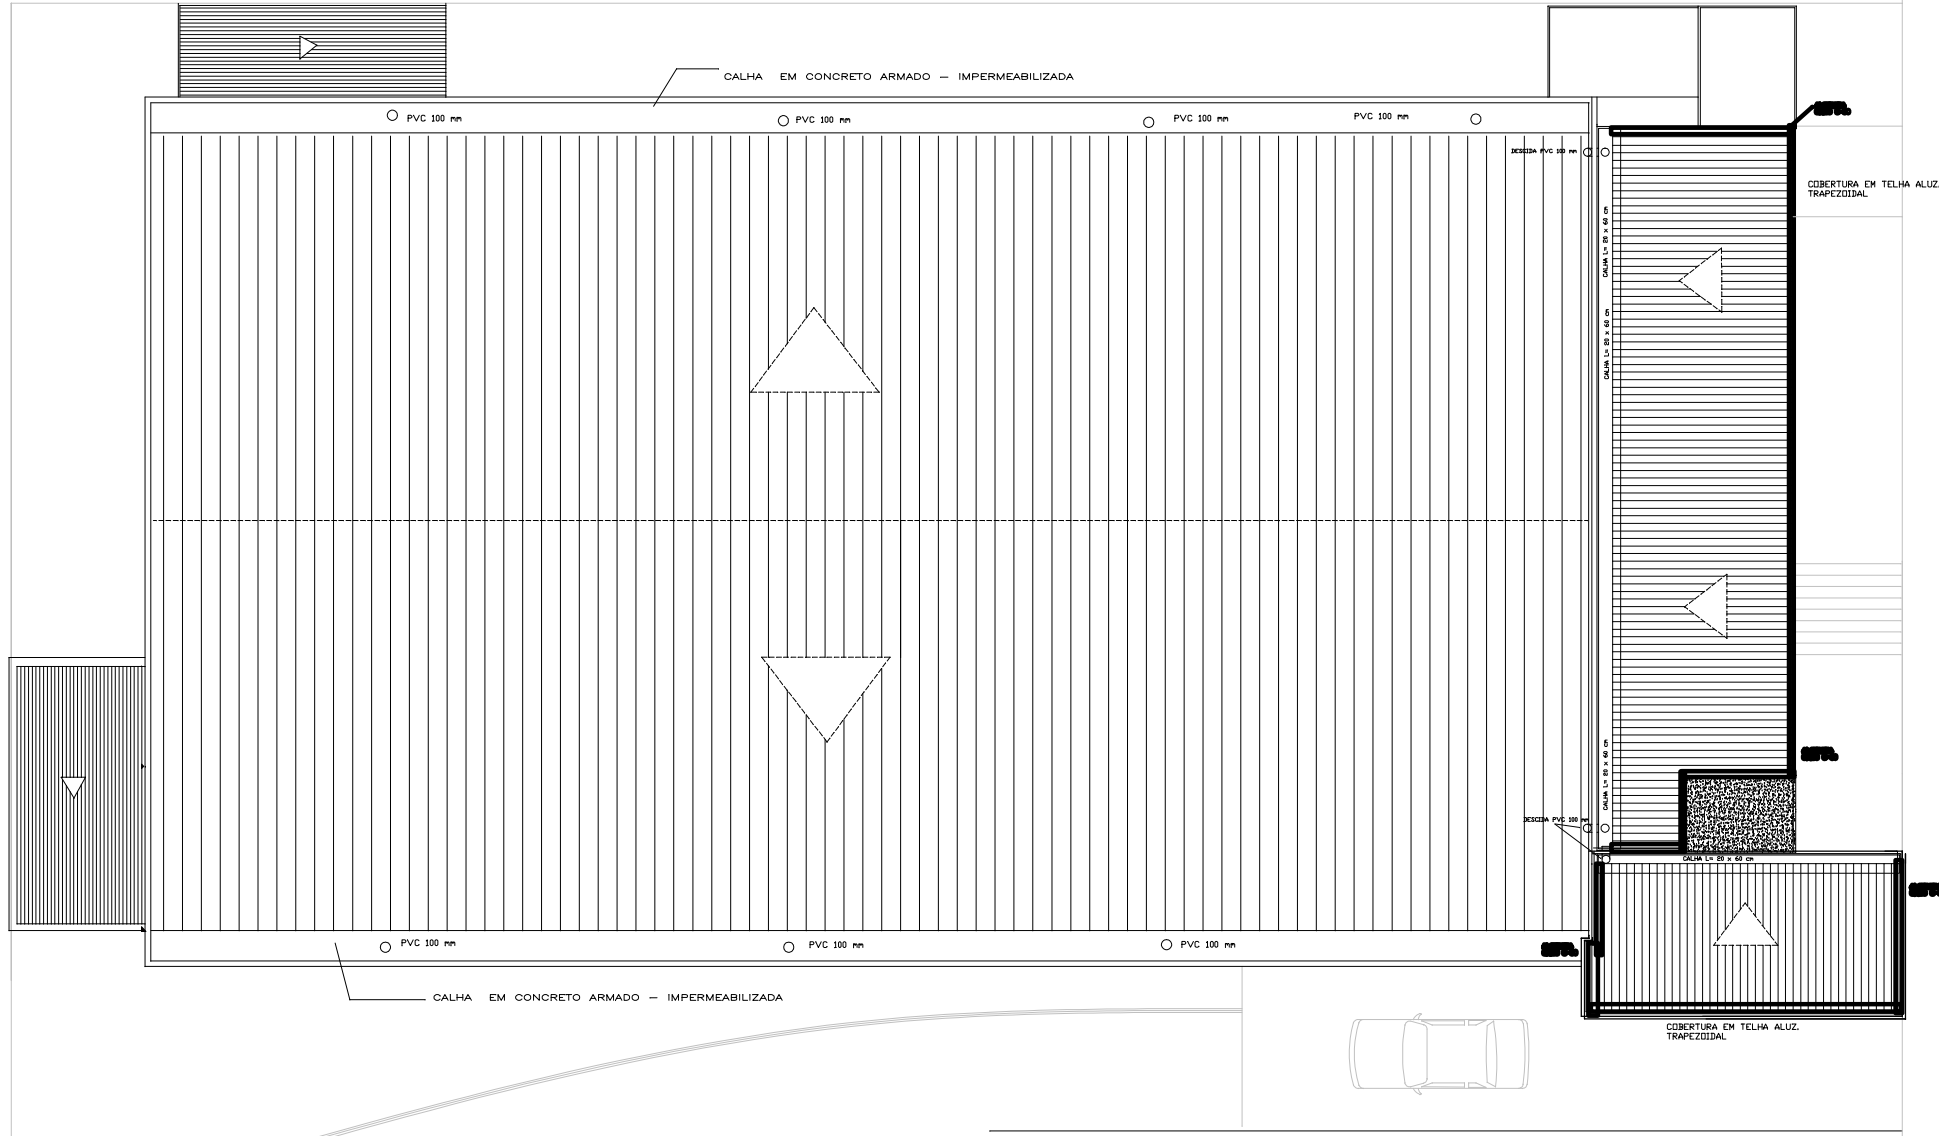 CALHA EM CONCRETO ARMADO – IMPERMEABILIZADA
PVC 100 mm
PVC 100 mm
PVC 100 mm
PVC 100 mm
DESCIDA PVC 100 mm
COBERTURA EM TELHA ALUZ.
TRAPEZOIDAL
CALHA L= 20 x 60 cm
CALHA L= 20 x 60 cm
CALHA L= 20 x 60 cm
DESCIDA PVC 100 mm
CALHA L= 20 x 60 cm
PVC 100 mm
PVC 100 mm
PVC 100 mm
CALHA EM CONCRETO ARMADO – IMPERMEABILIZADA
COBERTURA EM TELHA ALUZ.
TRAPEZOIDAL